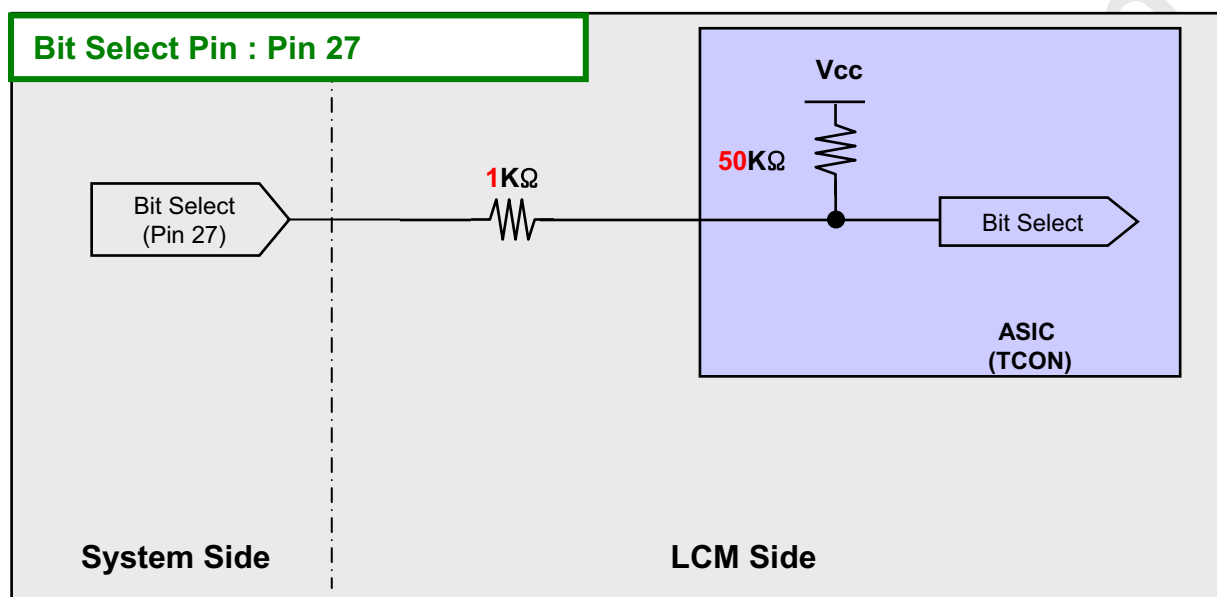 Bit Select Pin : Pin 27
Vcc
50KΩ
1KΩ
Bit Select
(Pin 27)
Bit Select
ASIC
(TCON)
System Side
LCM Side